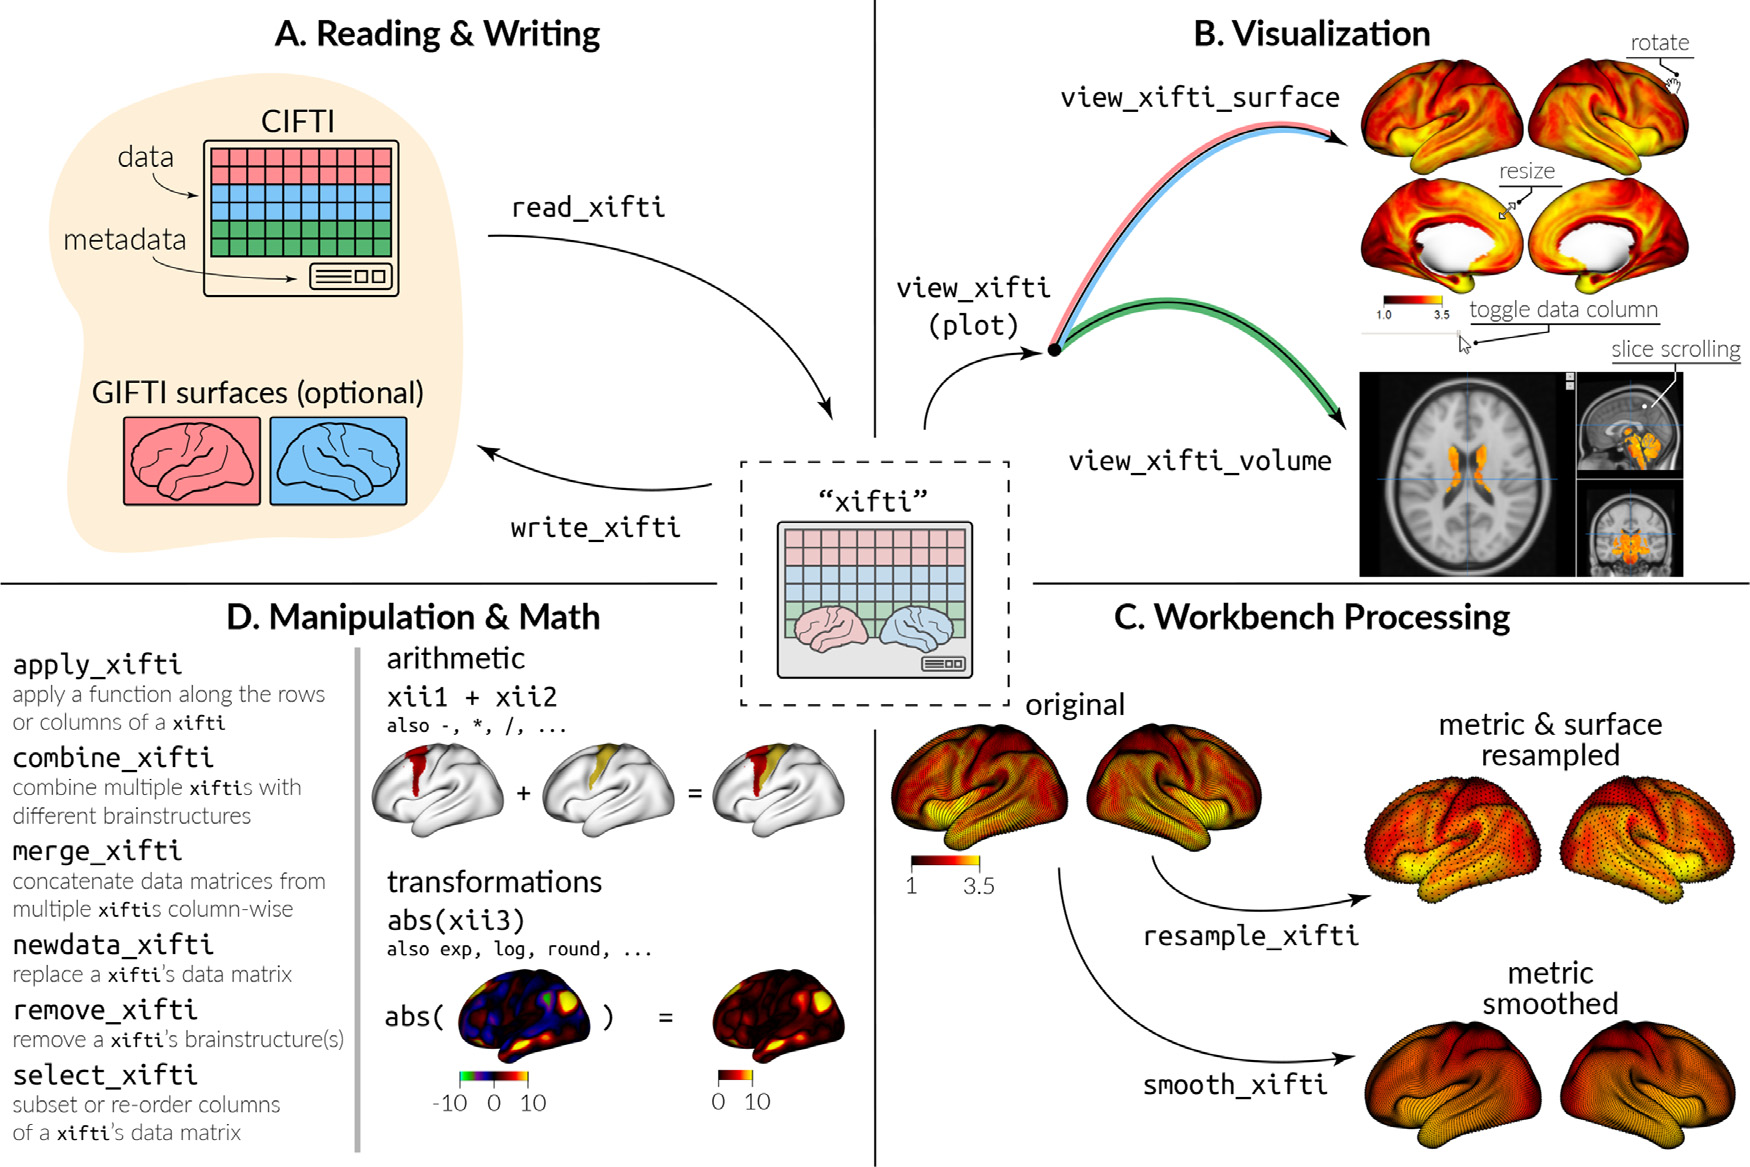 A. Reading & Writing
CIFTI
data
metadata
GIFTI surfaces (optional)
read_xifti
write_xifti
"xifti"
B. Visualization
rotate
view_xifti_surface
resize
view_xifti
(plot)
1.0 3.5
toggle data column
slice scrolling
view_xifti_volume
D. Manipulation & Math
apply_xifti
apply a function along the rows
or columns of a xifti
combine_xifti
combine multiple xiftis with
different brainstructures
merge_xifti
concatenate data matrices from
multiple xiftis column-wise
newdata_xifti
replace a xifti's data matrix
remove_xifti
remove a xifti's brainstructure(s)
select_xifti
subset or re-order columns
of a xifti's data matrix
arithmetic
xii1 + xii2
also -, *, /, ...
+ =
transformations
abs(xii3)
also exp, log, round, ...
abs( ) =
-10 0 10
0 10
C. Workbench Processing
original
1 3.5
metric & surface
resampled
resample_xifti
metric
smoothed
smooth_xifti